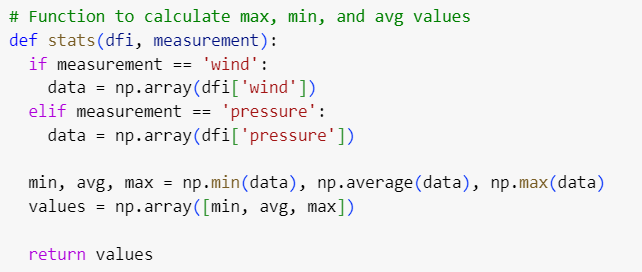 # Function to calculate max, min, and avg values
def stats(dfi, measurement):
  if measurement == 'wind':
    data = np.array(dfi['wind'])
  elif measurement == 'pressure':
    data = np.array(dfi['pressure'])

  min, avg, max = np.min(data), np.average(data), np.max(data)
  values = np.array([min, avg, max])

  return values